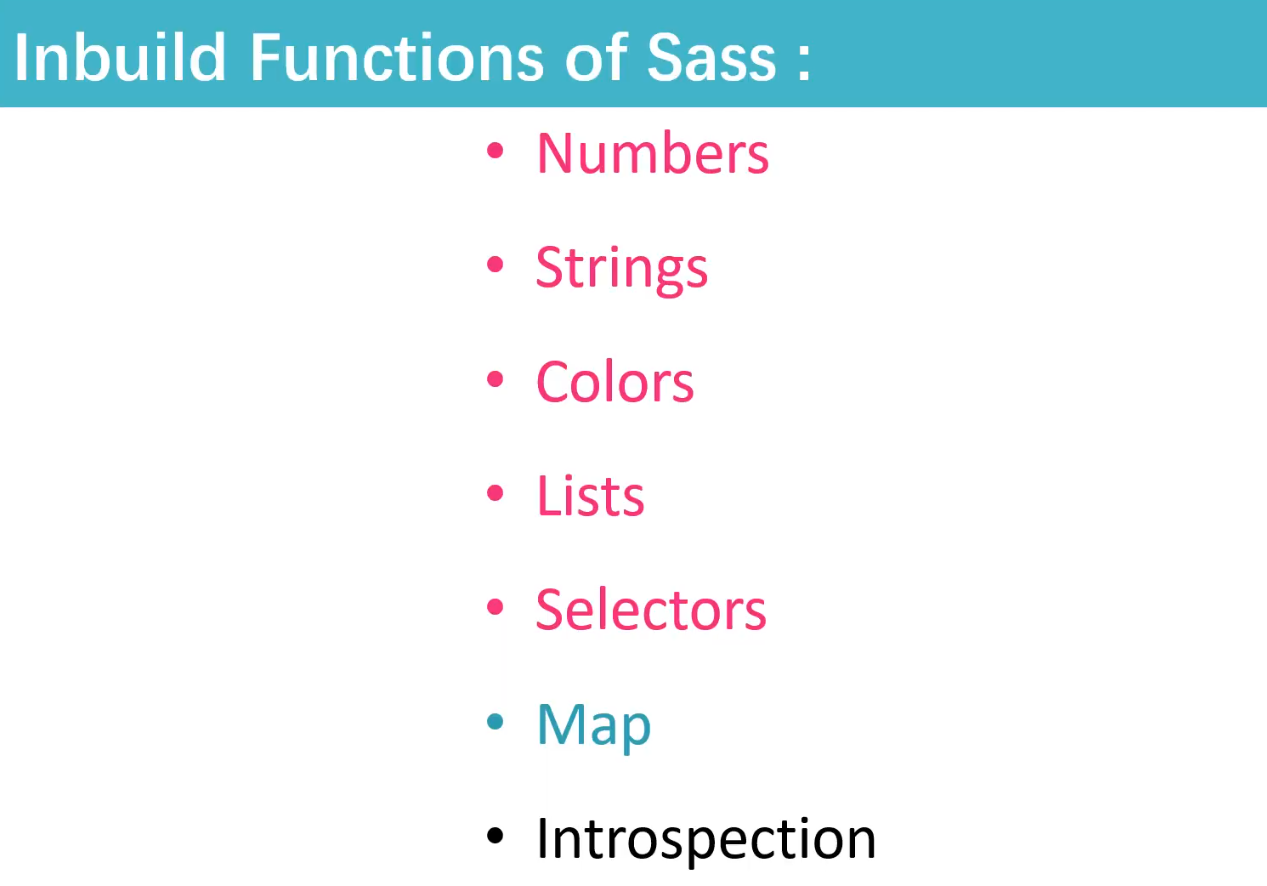 Inbuild Functions of Sass :
• Numbers
• Strings
• Colors
• Lists
• Selectors
• Map
• Introspection